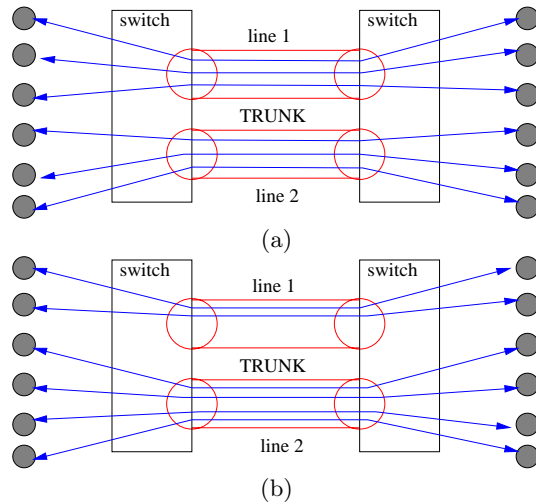 switch
switch
line 1
TRUNK
line 2
(a)
switch
switch
line 1
TRUNK
line 2
(b)